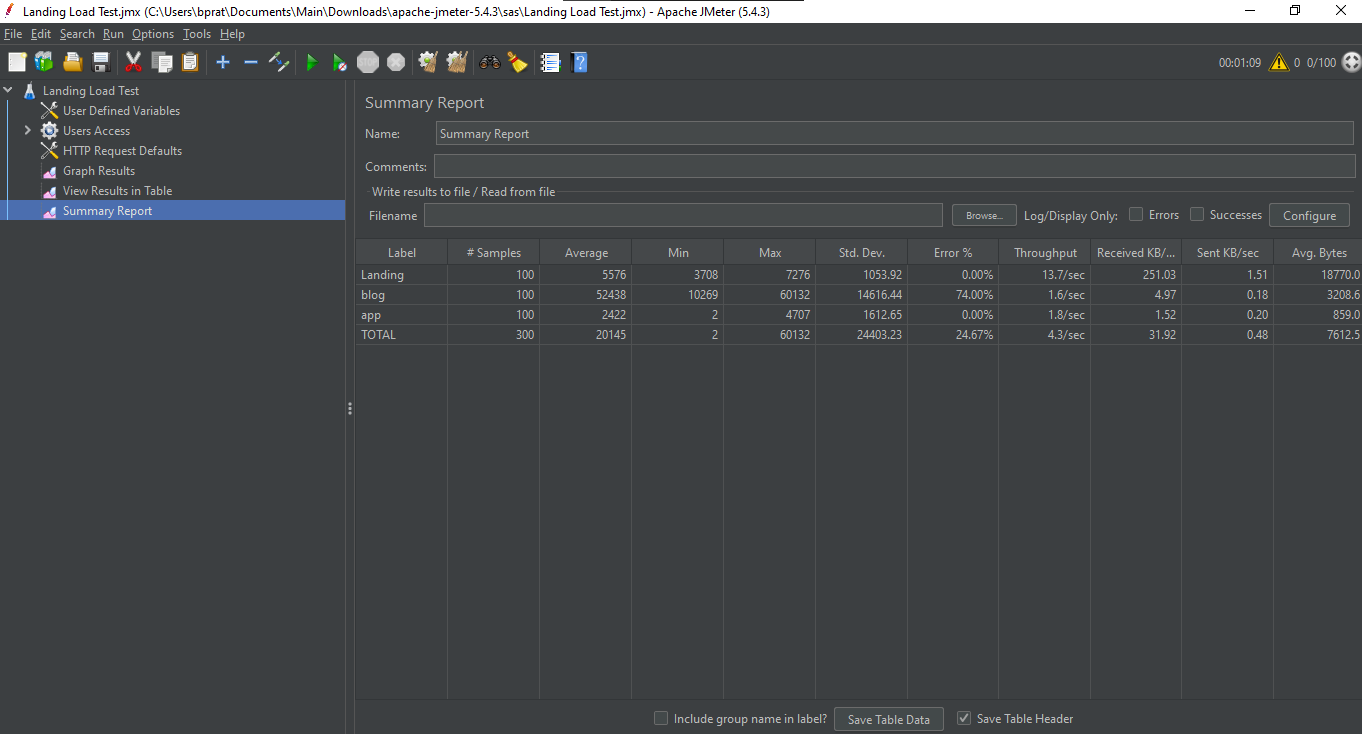 Landing Load Test.jmx (C:\Users\bprat\Documents\Main\Downloads\apache-jmeter-5.4.3\sas\Landing Load Test.jmx) - Apache JMeter (5.4.3)
File Edit Search Run Options Tools Help
STOP 00:01:09 0 0/100
Landing Load Test
User Defined Variables
Users Access
HTTP Request Defaults
Graph Results
View Results in Table
Summary Report
Summary Report
Name: Summary Report
Comments:
Write results to file / Read from file
Filename Browse... Log/Display Only: Errors Successes Configure
Label # Samples Average Min Max Std. Dev. Error % Throughput Received KB/... Sent KB/sec Avg. Bytes
Landing 100 5576 3708 7276 1053.92 0.00% 13.7/sec 251.03 1.51 18770.0
blog 100 52438 10269 60132 14616.44 74.00% 1.6/sec 4.97 0.18 3208.6
app 100 2422 2 4707 1612.65 0.00% 1.8/sec 1.52 0.20 859.0
TOTAL 300 20145 2 60132 24403.23 24.67% 4.3/sec 31.92 0.48 7612.5
Include group name in label? Save Table Data Save Table Header